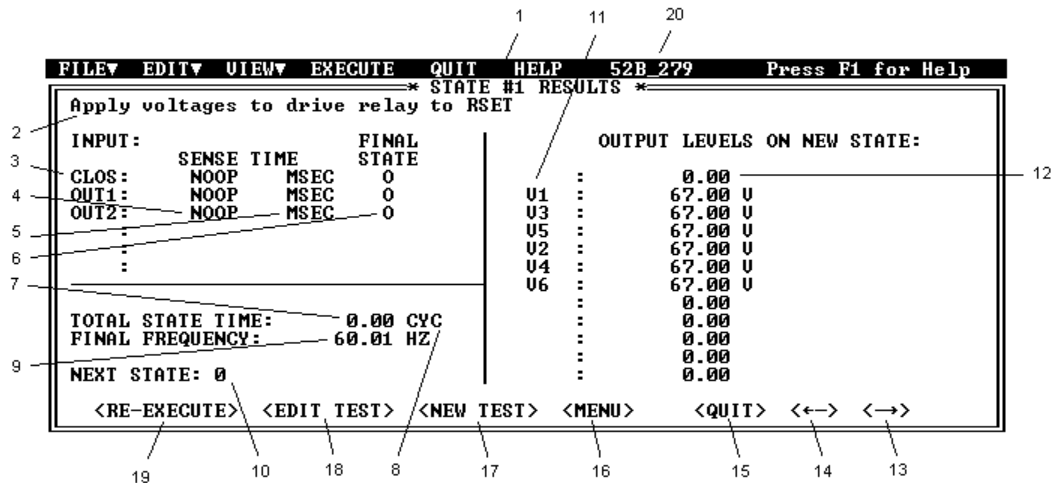 1 11 20
FILE▼ EDIT▼ VIEW▼ EXECUTE QUIT HELP 52B_279 Press F1 for Help
* STATE #1 RESULTS *
Apply voltages to drive relay to RSET
2
INPUT: FINAL OUTPUT LEVELS ON NEW STATE:
3
SENSE TIME STATE
CLOS: NOOP MSEC O : 0.00 12
4
OUT1: NOOP MSEC O V1 : 67.00 V
OUT2: NOOP MSEC O V3 : 67.00 V
5
: V5 : 67.00 V
6
: V2 : 67.00 V
: V4 : 67.00 V
7
V6 : 67.00 V
: 0.00
TOTAL STATE TIME: 0.00 CYC : 0.00
FINAL FREQUENCY: 60.01 HZ : 0.00
9
: 0.00
NEXT STATE: 0 : 0.00
<RE-EXECUTE> <EDIT TEST> <NEW TEST> <MENU> <QUIT> <←-> <-→>
19 10 18 8 17 16 15 14 13